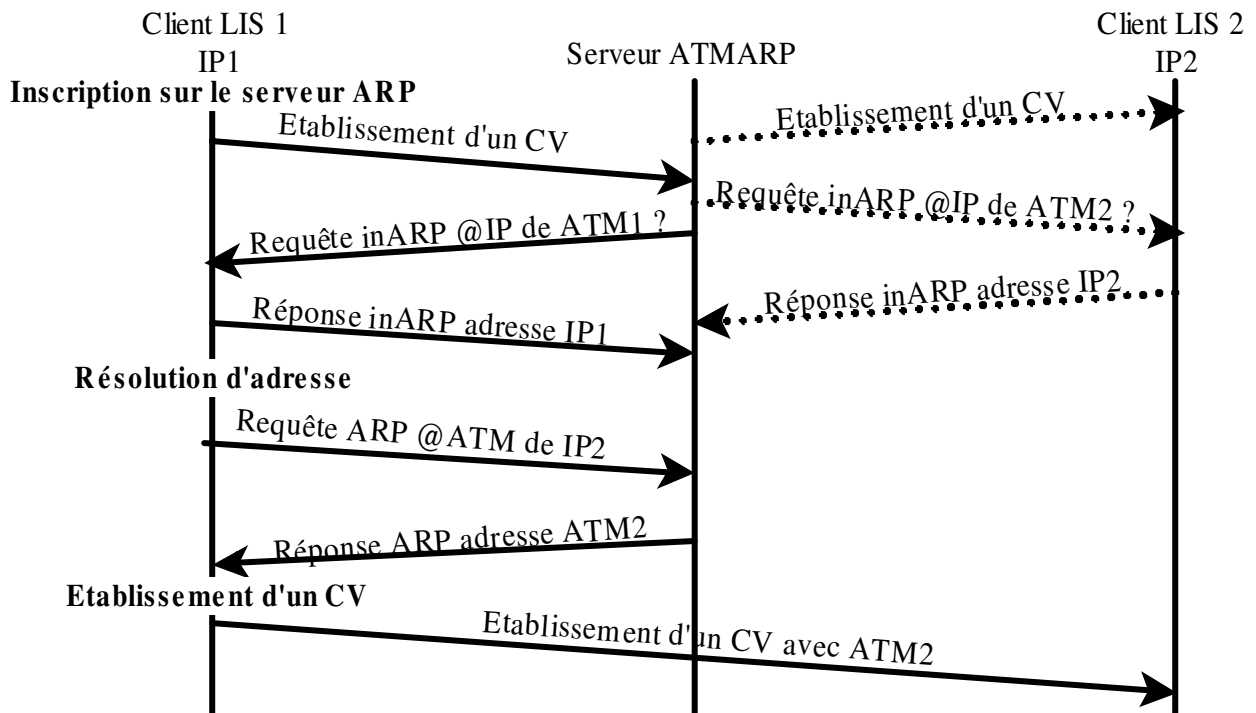 Client LIS 1
IP1
Serveur ATMARP
Client LIS 2
IP2
Inscription sur le serveur ARP
Etablissement d'un CV
Etablissement d'un CV
Requête inARP @IP de ATM2 ?
Requête inARP @IP de ATM1 ?
Réponse inARP adresse IP2
Réponse inARP adresse IP1
Résolution d'adresse
Requête ARP @ATM de IP2
Réponse ARP adresse ATM2
Etablissement d'un CV
Etablissement d'un CV avec ATM2